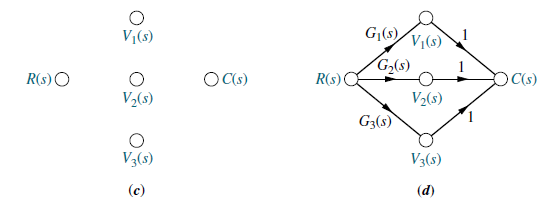 V₁(s)
R(s)
V₂(s)
C(s)
V₃(s)
(c)
G₁(s)
V₁(s)
1
R(s)
G₂(s)
1
C(s)
V₂(s)
G₃(s)
1
V₃(s)
(d)